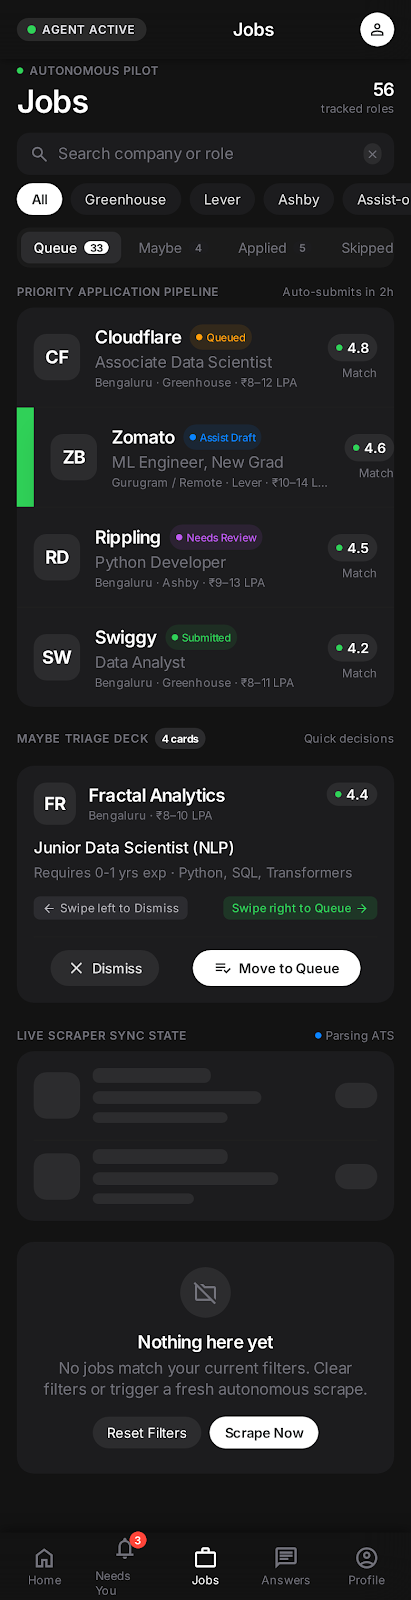 AGENT ACTIVE
Jobs
AUTONOMOUS PILOT
Jobs
56
tracked roles
Search company or role
All
Greenhouse
Lever
Ashby
Assist-o
Queue 33
Maybe 4
Applied 5
Skipped
PRIORITY APPLICATION PIPELINE
Auto-submits in 2h
CF
Cloudflare
Queued
Associate Data Scientist
Bengaluru · Greenhouse · ₹8–12 LPA
4.8
Match
ZB
Zomato
Assist Draft
ML Engineer, New Grad
Gurugram / Remote · Lever · ₹10–14 L...
4.6
Match
RD
Rippling
Needs Review
Python Developer
Bengaluru · Ashby · ₹9–13 LPA
4.5
Match
SW
Swiggy
Submitted
Data Analyst
Bengaluru · Greenhouse · ₹8–11 LPA
4.2
Match
MAYBE TRIAGE DECK
4 cards
Quick decisions
FR
Fractal Analytics
Bengaluru · ₹8–10 LPA
4.4
Junior Data Scientist (NLP)
Requires 0-1 yrs exp · Python, SQL, Transformers
← Swipe left to Dismiss
Swipe right to Queue →
Dismiss
Move to Queue
LIVE SCRAPER SYNC STATE
Parsing ATS
Nothing here yet
No jobs match your current filters. Clear
filters or trigger a fresh autonomous scrape.
Reset Filters
Scrape Now
Home
3
Needs
You
Jobs
Answers
Profile